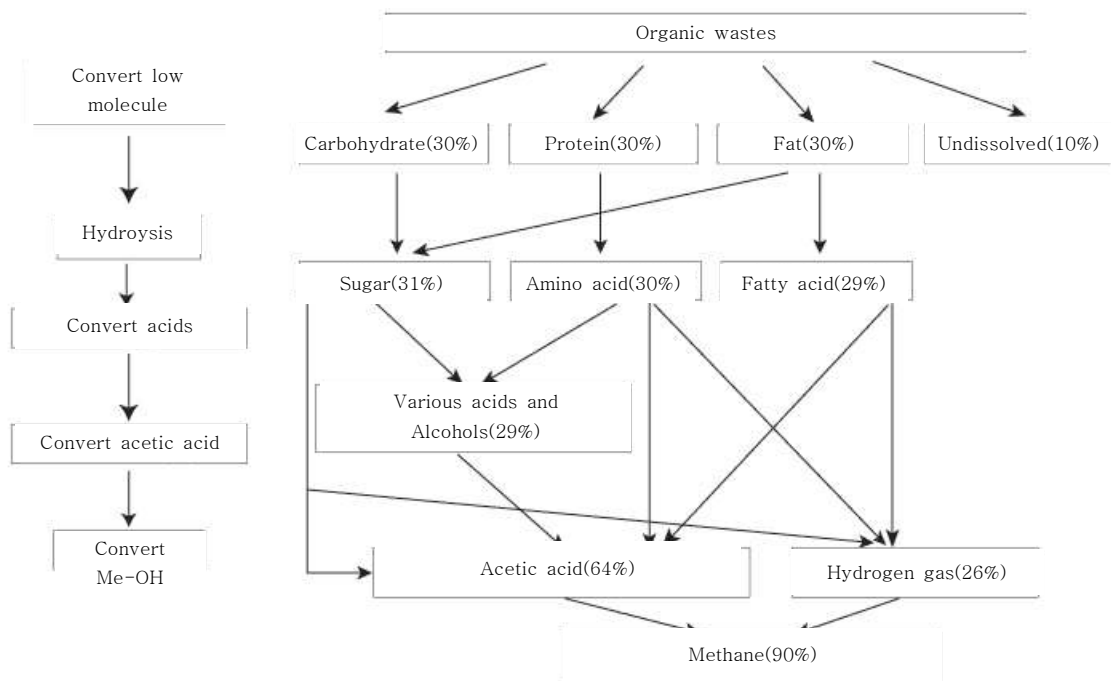 Organic wastes
Convert low
molecule
Carbohydrate(30%)
Protein(30%)
Fat(30%)
Undissolved(10%)
Hydroysis
Sugar(31%)
Amino acid(30%)
Fatty acid(29%)
Convert acids
Various acids and
Alcohols(29%)
Convert acetic acid
Convert
Me-OH
Acetic acid(64%)
Hydrogen gas(26%)
Methane(90%)